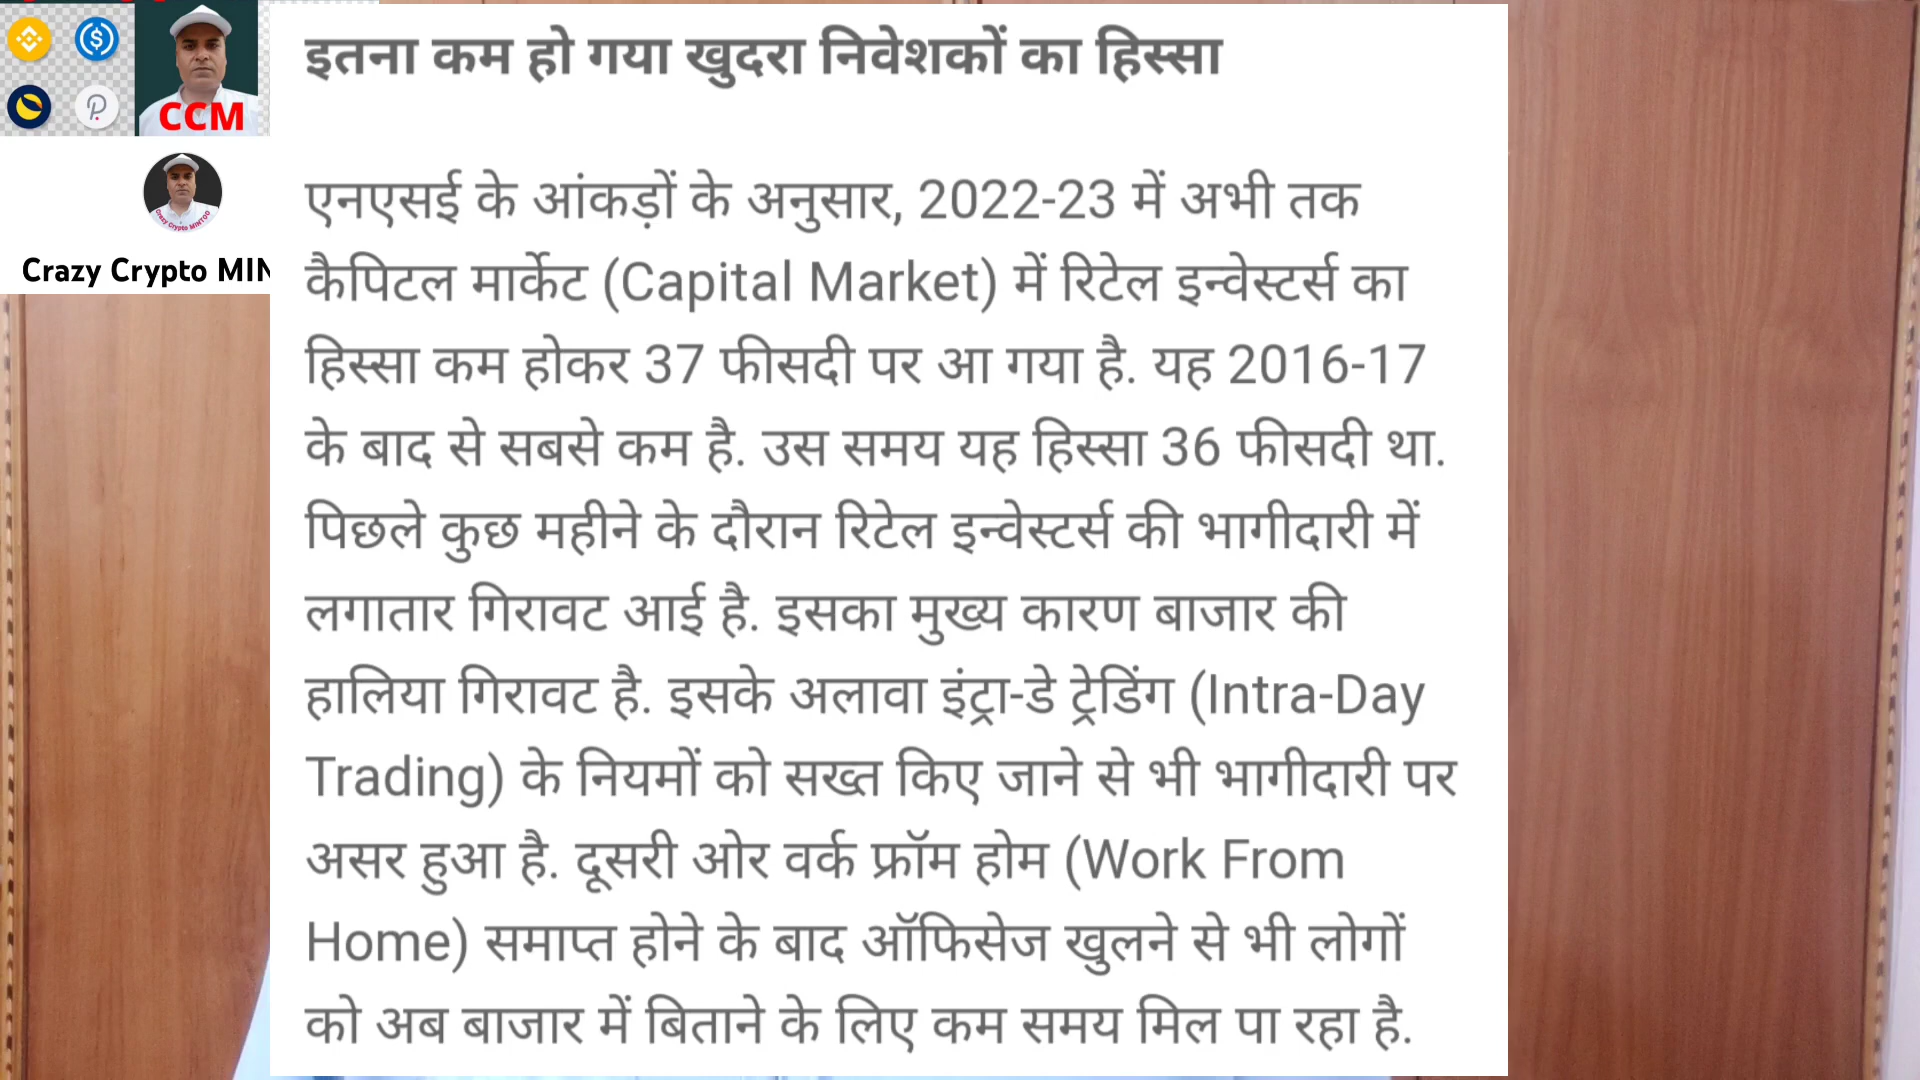 CCM
Crazy Crypto MIN
इतना कम हो गया खुदरा निवेशकों का हिस्सा
एनएसई के आंकड़ों के अनुसार, 2022-23 में अभी तक
कैपिटल मार्केट (Capital Market) में रिटेल इन्वेस्टर्स का
हिस्सा कम होकर 37 फीसदी पर आ गया है. यह 2016-17
के बाद से सबसे कम है. उस समय यह हिस्सा 36 फीसदी था.
पिछले कुछ महीने के दौरान रिटेल इन्वेस्टर्स की भागीदारी में
लगातार गिरावट आई है. इसका मुख्य कारण बाजार की
हालिया गिरावट है. इसके अलावा इंट्रा-डे ट्रेडिंग (Intra-Day
Trading) के नियमों को सख्त किए जाने से भी भागीदारी पर
असर हुआ है. दूसरी ओर वर्क फ्रॉम होम (Work From
Home) समाप्त होने के बाद ऑफिसेज खुलने से भी लोगों
को अब बाजार में बिताने के लिए कम समय मिल पा रहा है.